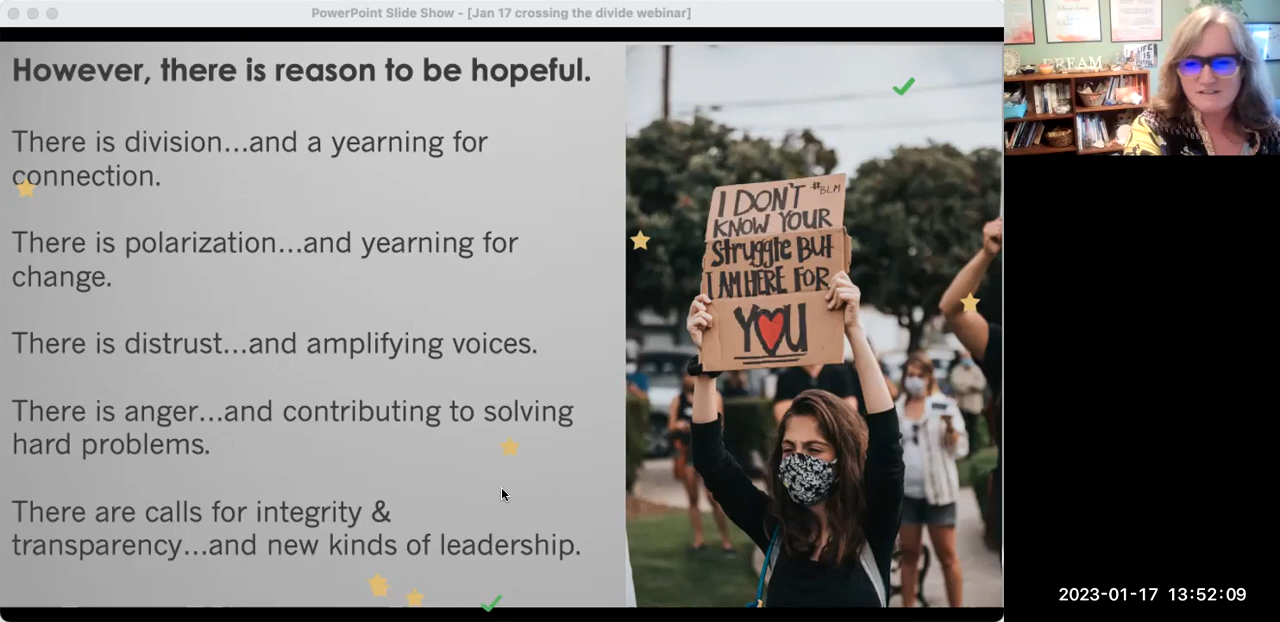 PowerPoint Slide Show - [Jan 17 crossing the divide webinar]
However, there is reason to be hopeful.
There is division...and a yearning for
connection.
There is polarization...and yearning for
change.
There is distrust...and amplifying voices.
There is anger...and contributing to solving
hard problems.
There are calls for integrity &
transparency...and new kinds of leadership.
I DON'T #BLM
KNOW YOUR
Struggle BUT
I AM HERE FOR
YOU
DREAM
2023-01-17 13:52:09